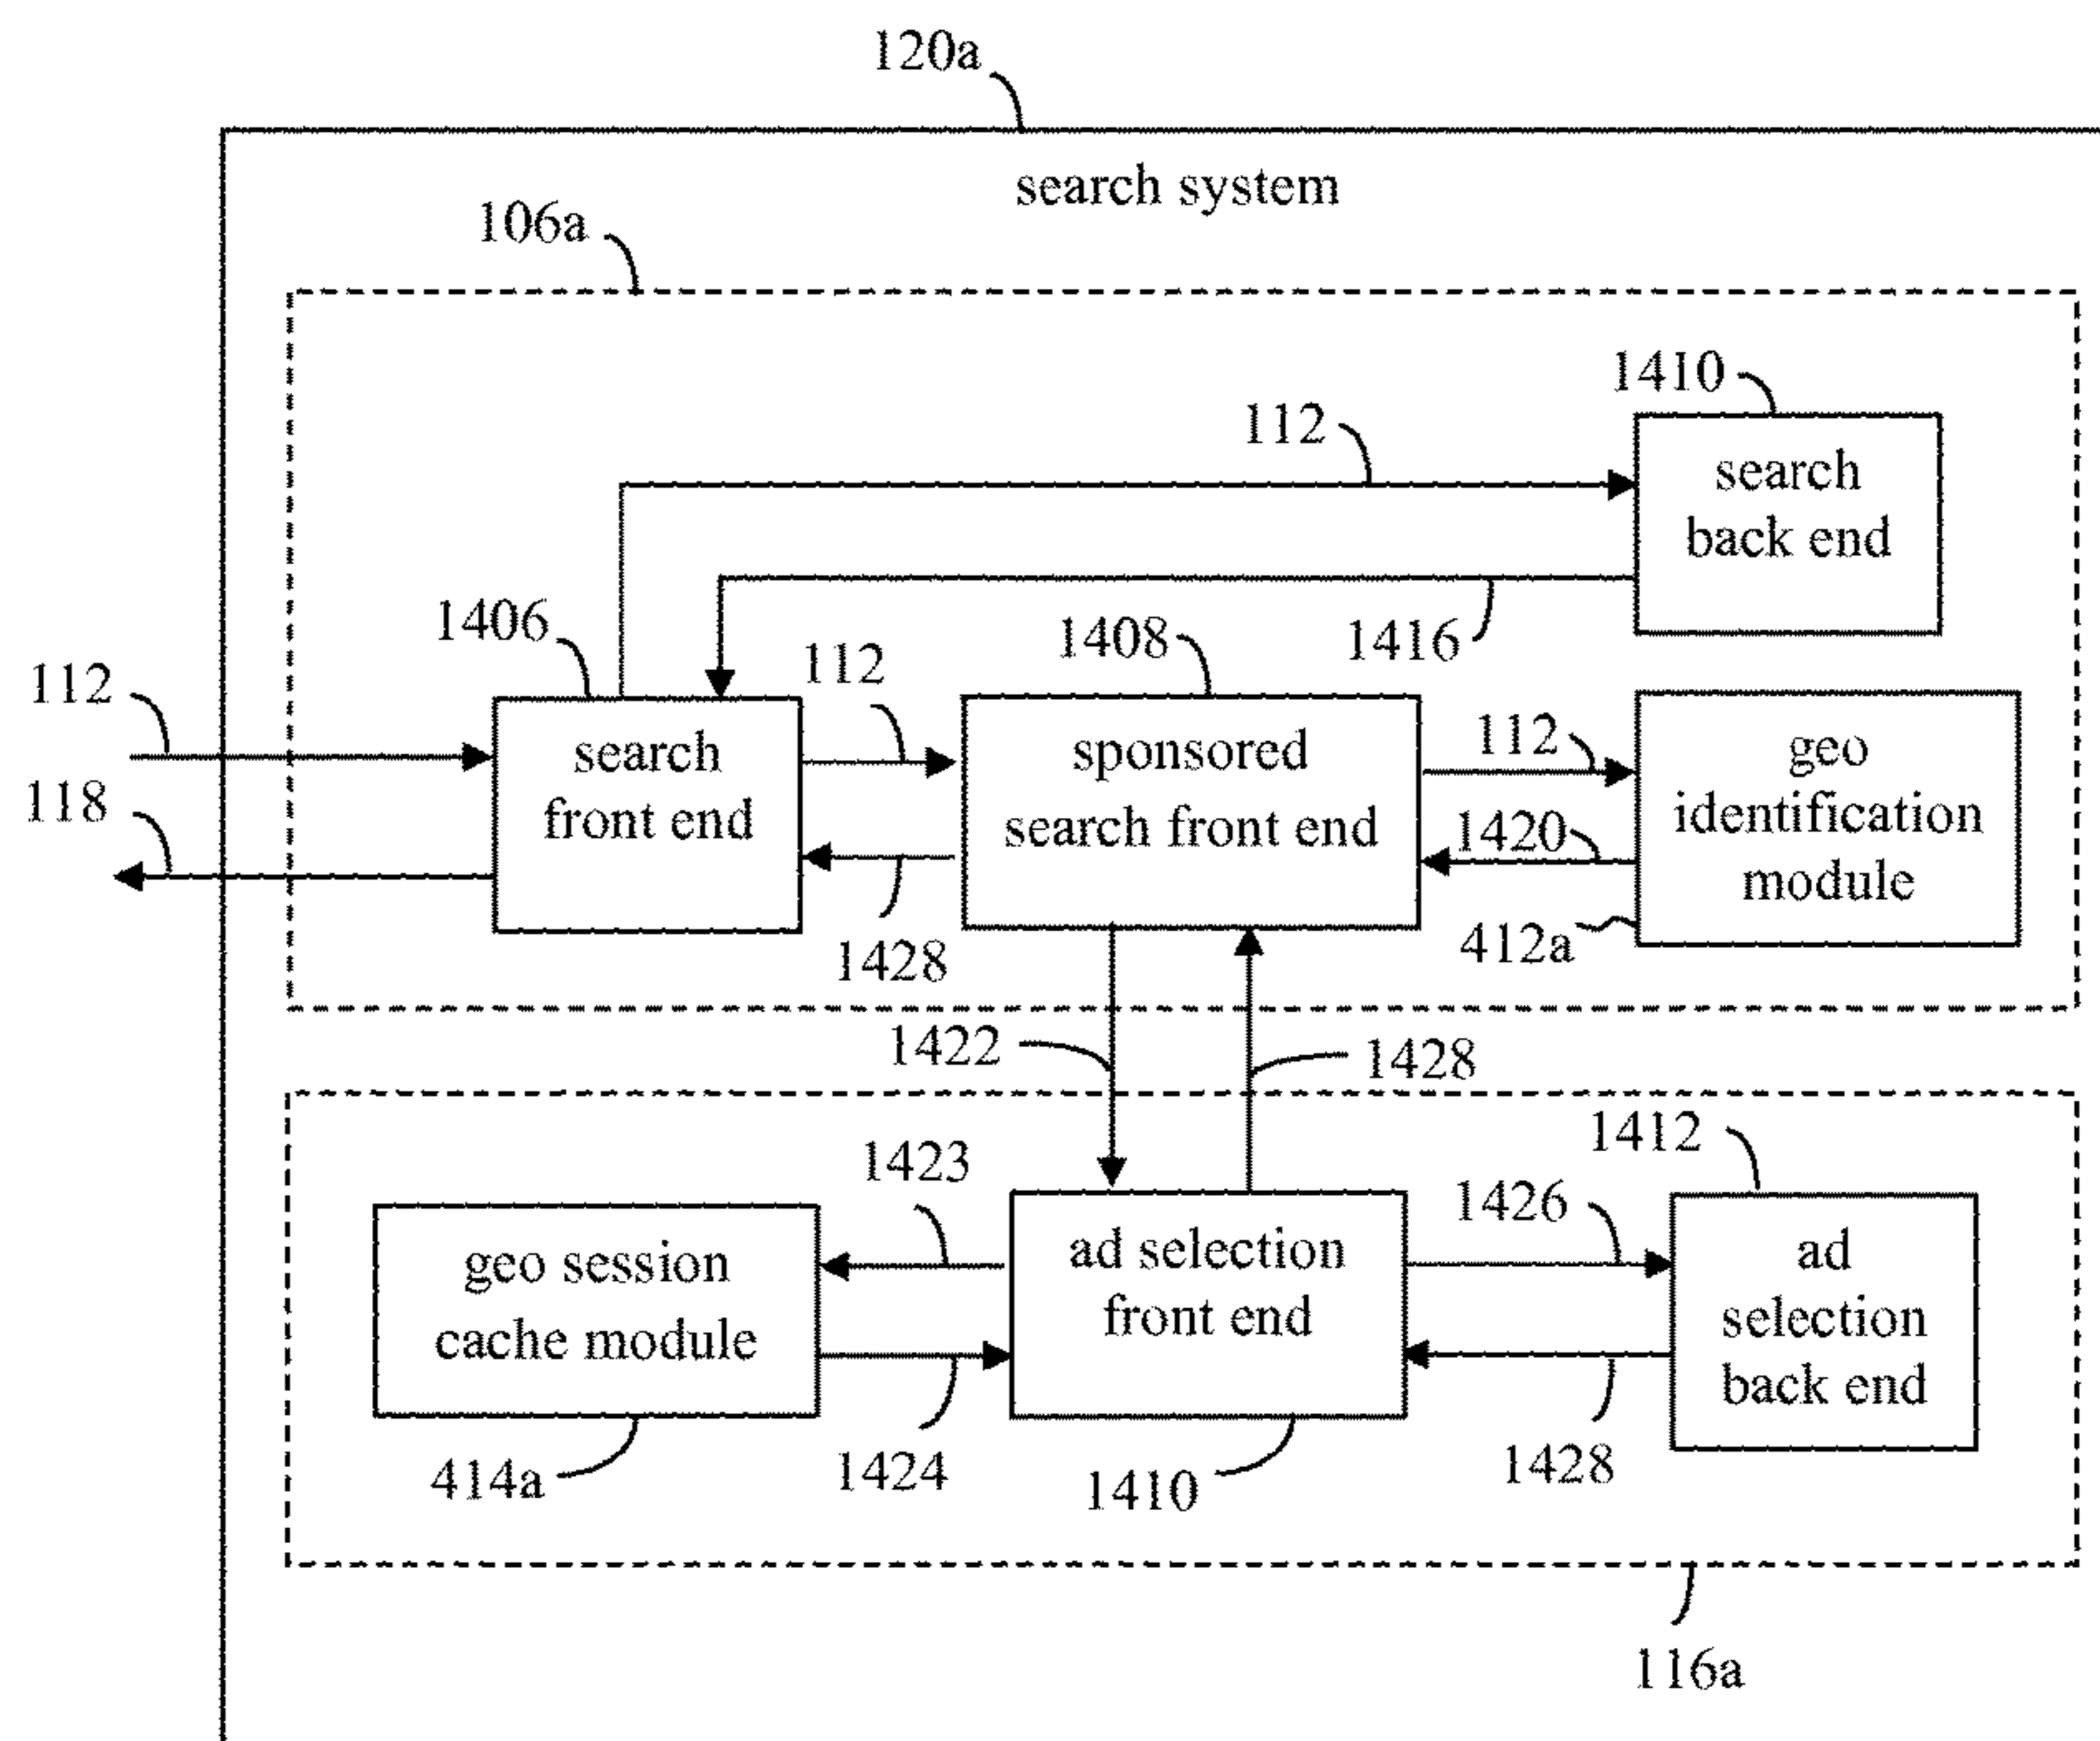 120a
search system
106a
1410
112
search
back end
1406
1416
1408
112
112
sponsored
search front end
search
front end
112
geo
identification
module
118
1420
412a
1428
1422
1428
1412
1423
1426
geo session
cache module
ad selection
front end
ad
selection
back end
414a
1424
1410
1428
116a